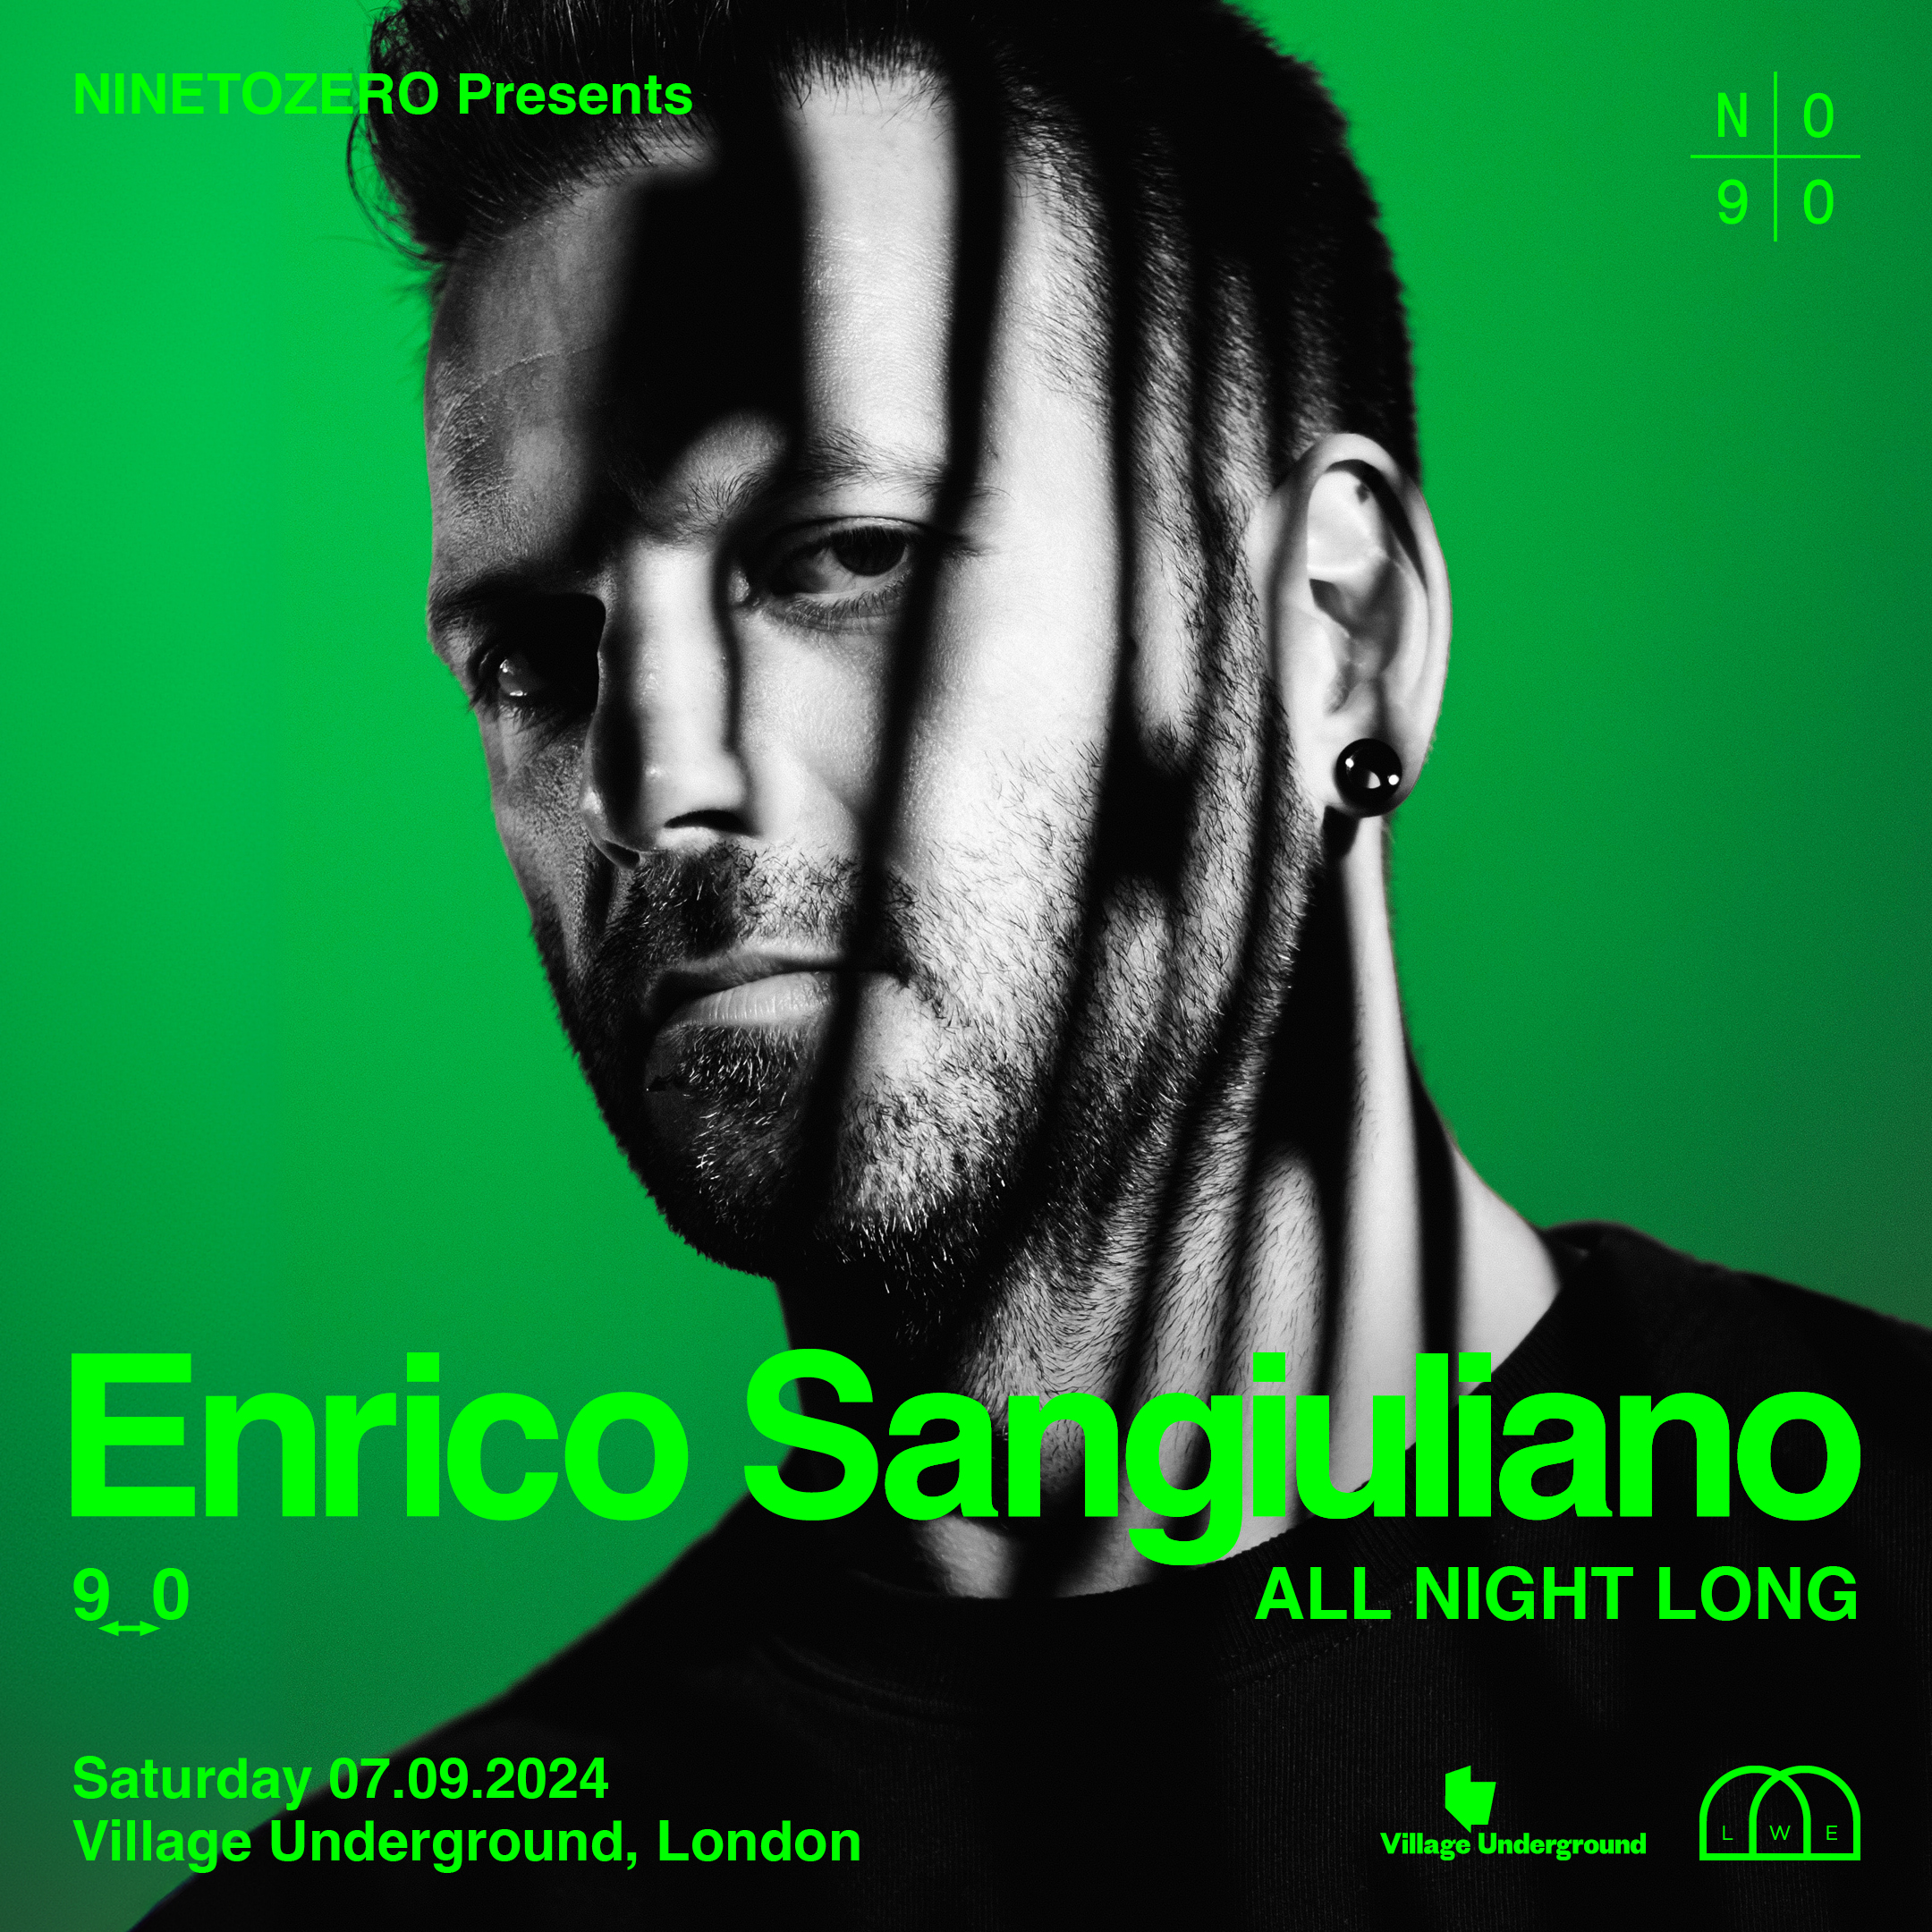 NINETOZERO Presents
N O
9 0
Enrico Sangiuliano
9 0
ALL NIGHT LONG
Saturday 07.09.2024
Village Underground, London
Village Underground
L W E